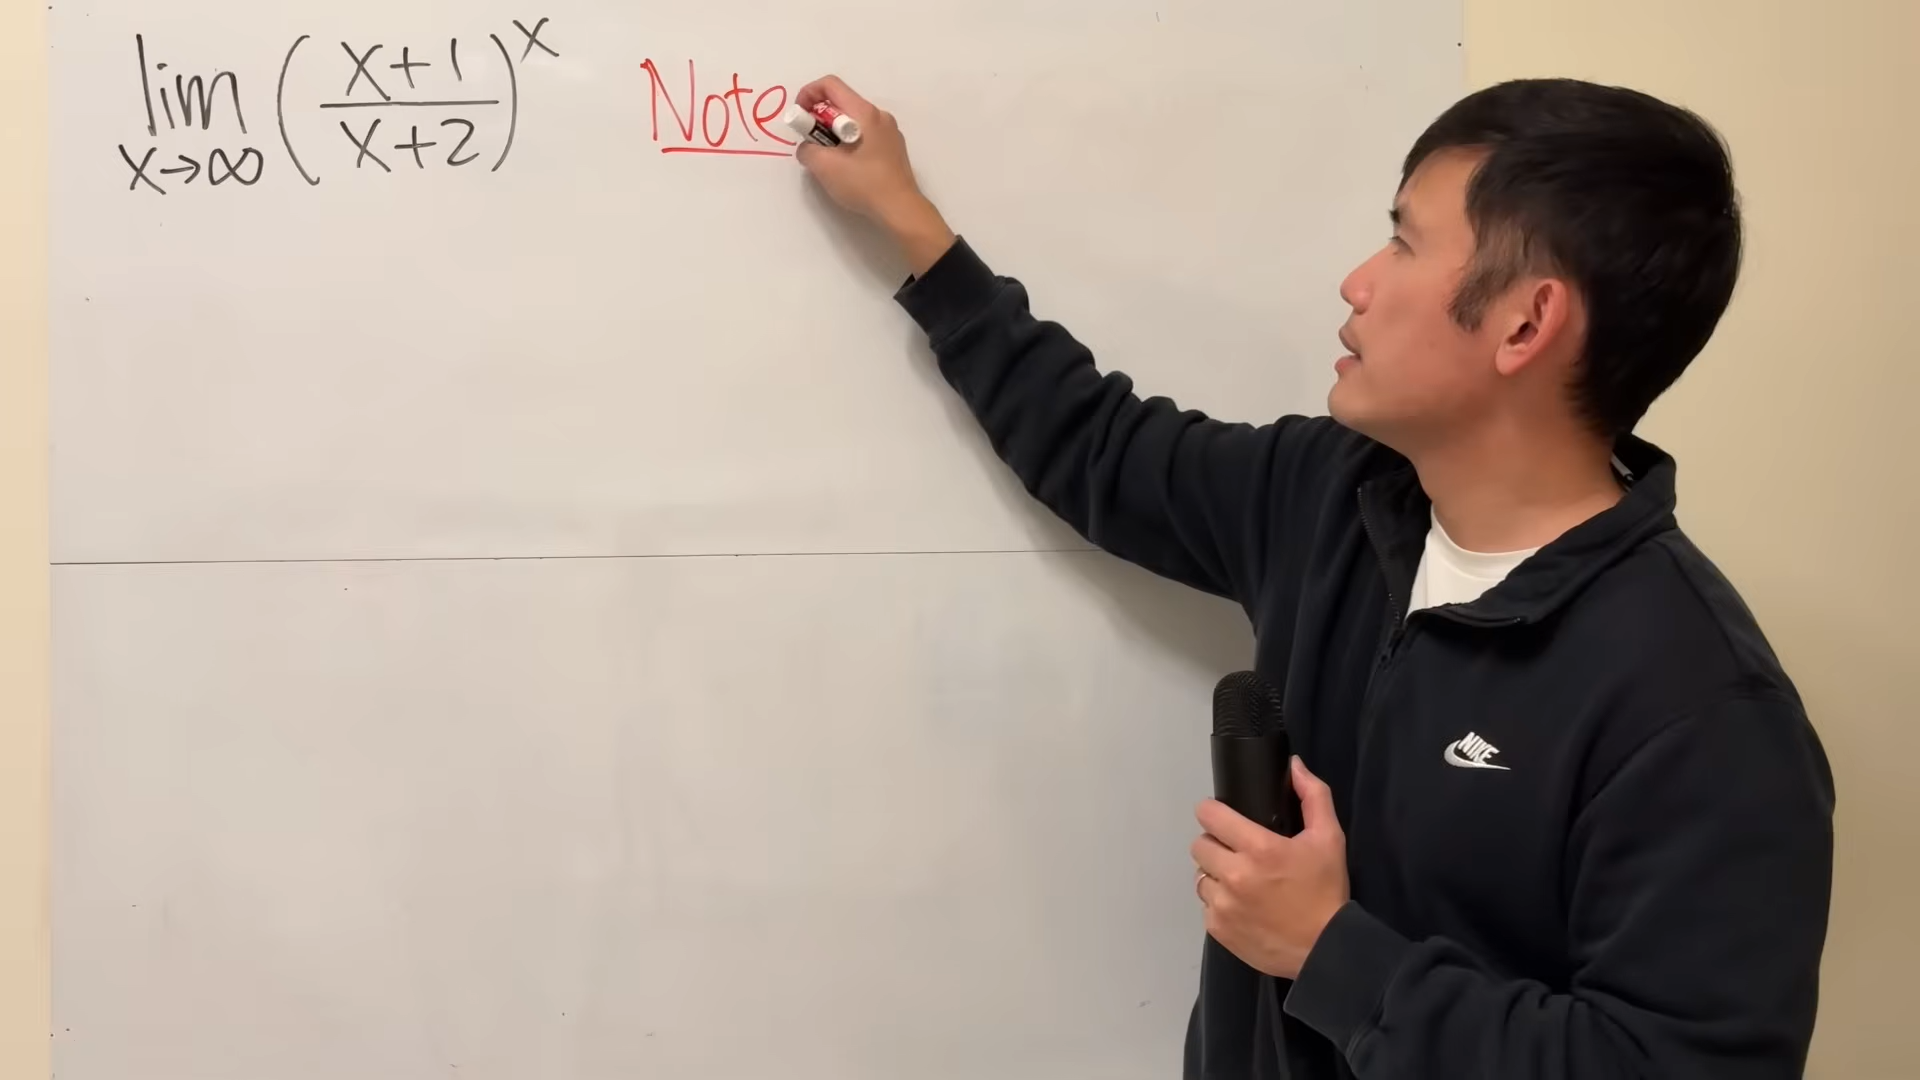 lim x→∞ ((x+1)/(x+2))^x
Note
NIKE